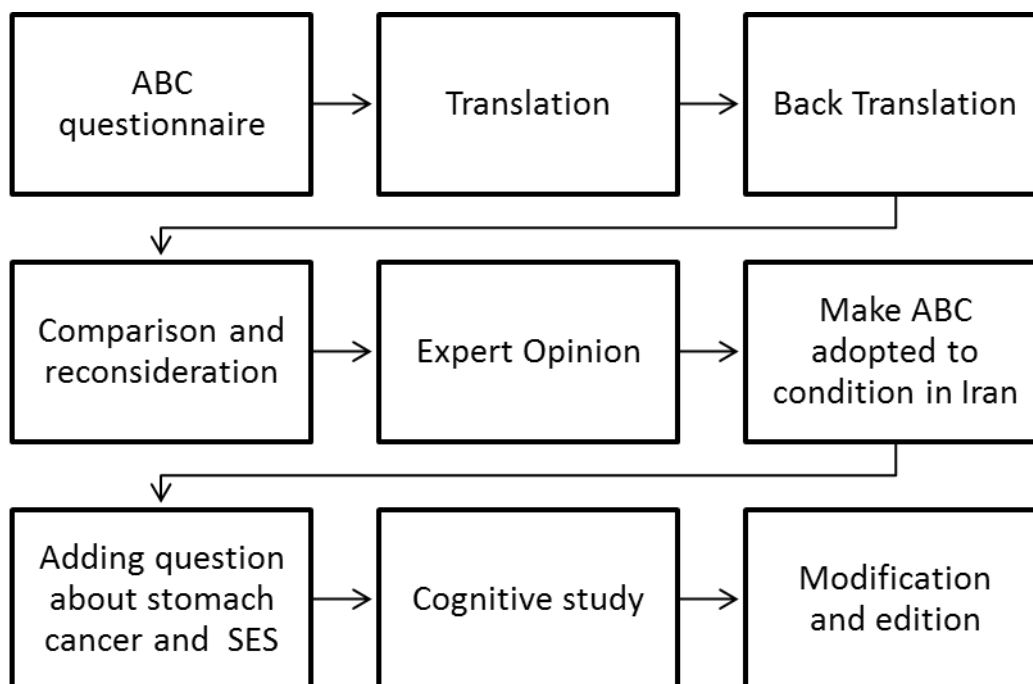 ABC
questionnaire
Translation
Back Translation
Comparison and
reconsideration
Expert Opinion
Make ABC
adopted to
condition in Iran
Adding question
about stomach
cancer and SES
Cognitive study
Modification
and edition